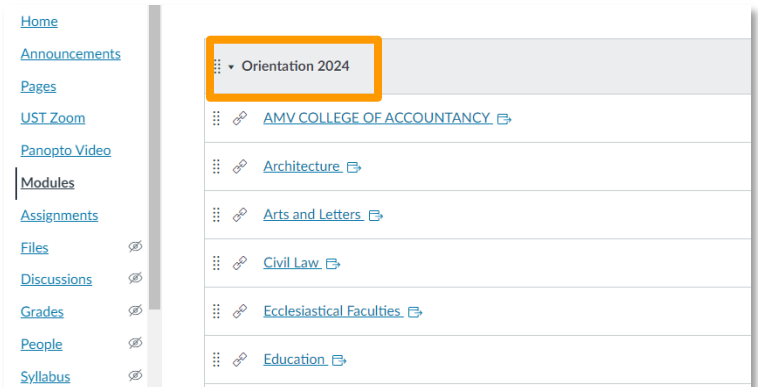 Home
Announcements
Pages
UST Zoom
Panopto Video
Modules
Assignments
Files
Discussions
Grades
People
Syllabus
Orientation 2024
AMV COLLEGE OF ACCOUNTANCY
Architecture
Arts and Letters
Civil Law
Ecclesiastical Faculties
Education